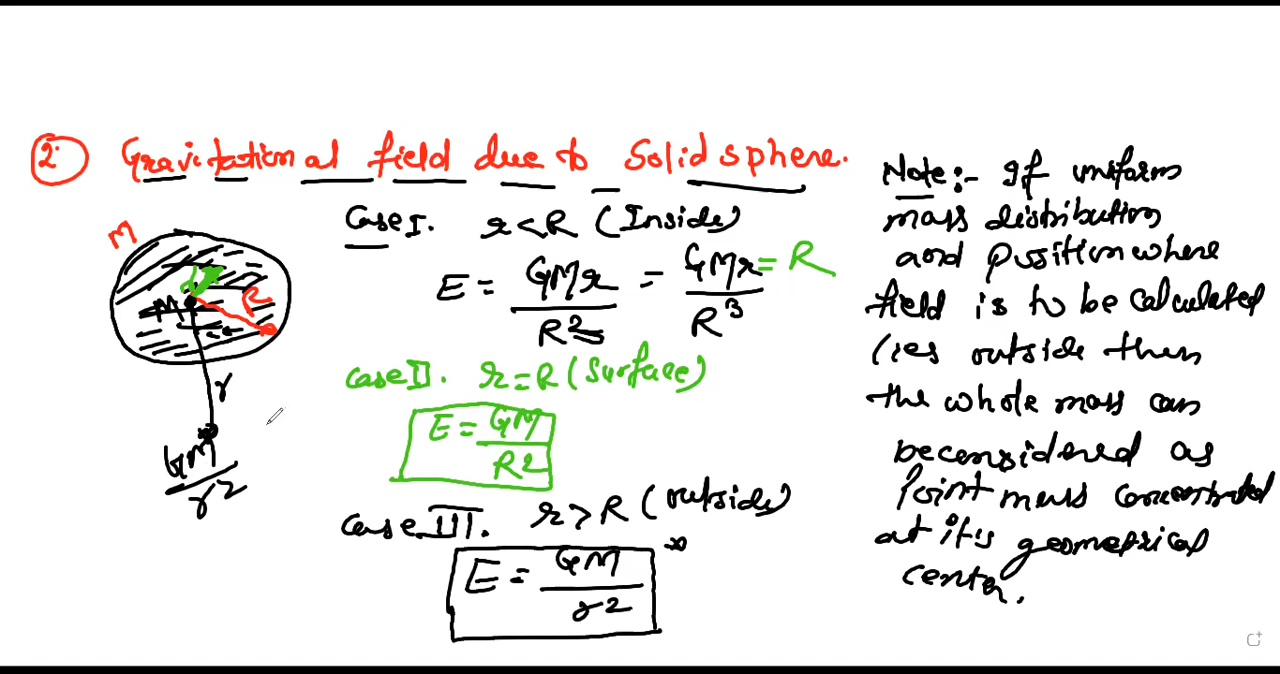 2. Gravitational field due to Solid sphere.
M
M
R
r
GM
r2
Case I. r < R (Inside)
E = GMr = GMr = R
R2 R3
Case II. r = R (Surface)
E = GM
R2
Case III. r > R (outside)
E = GM
r2
Note:- If uniform
mass distribution
and position where
field is to be calculated
lies outside then
the whole mass can
be considered as
Point mass concentrated
at it's geometrical
center.